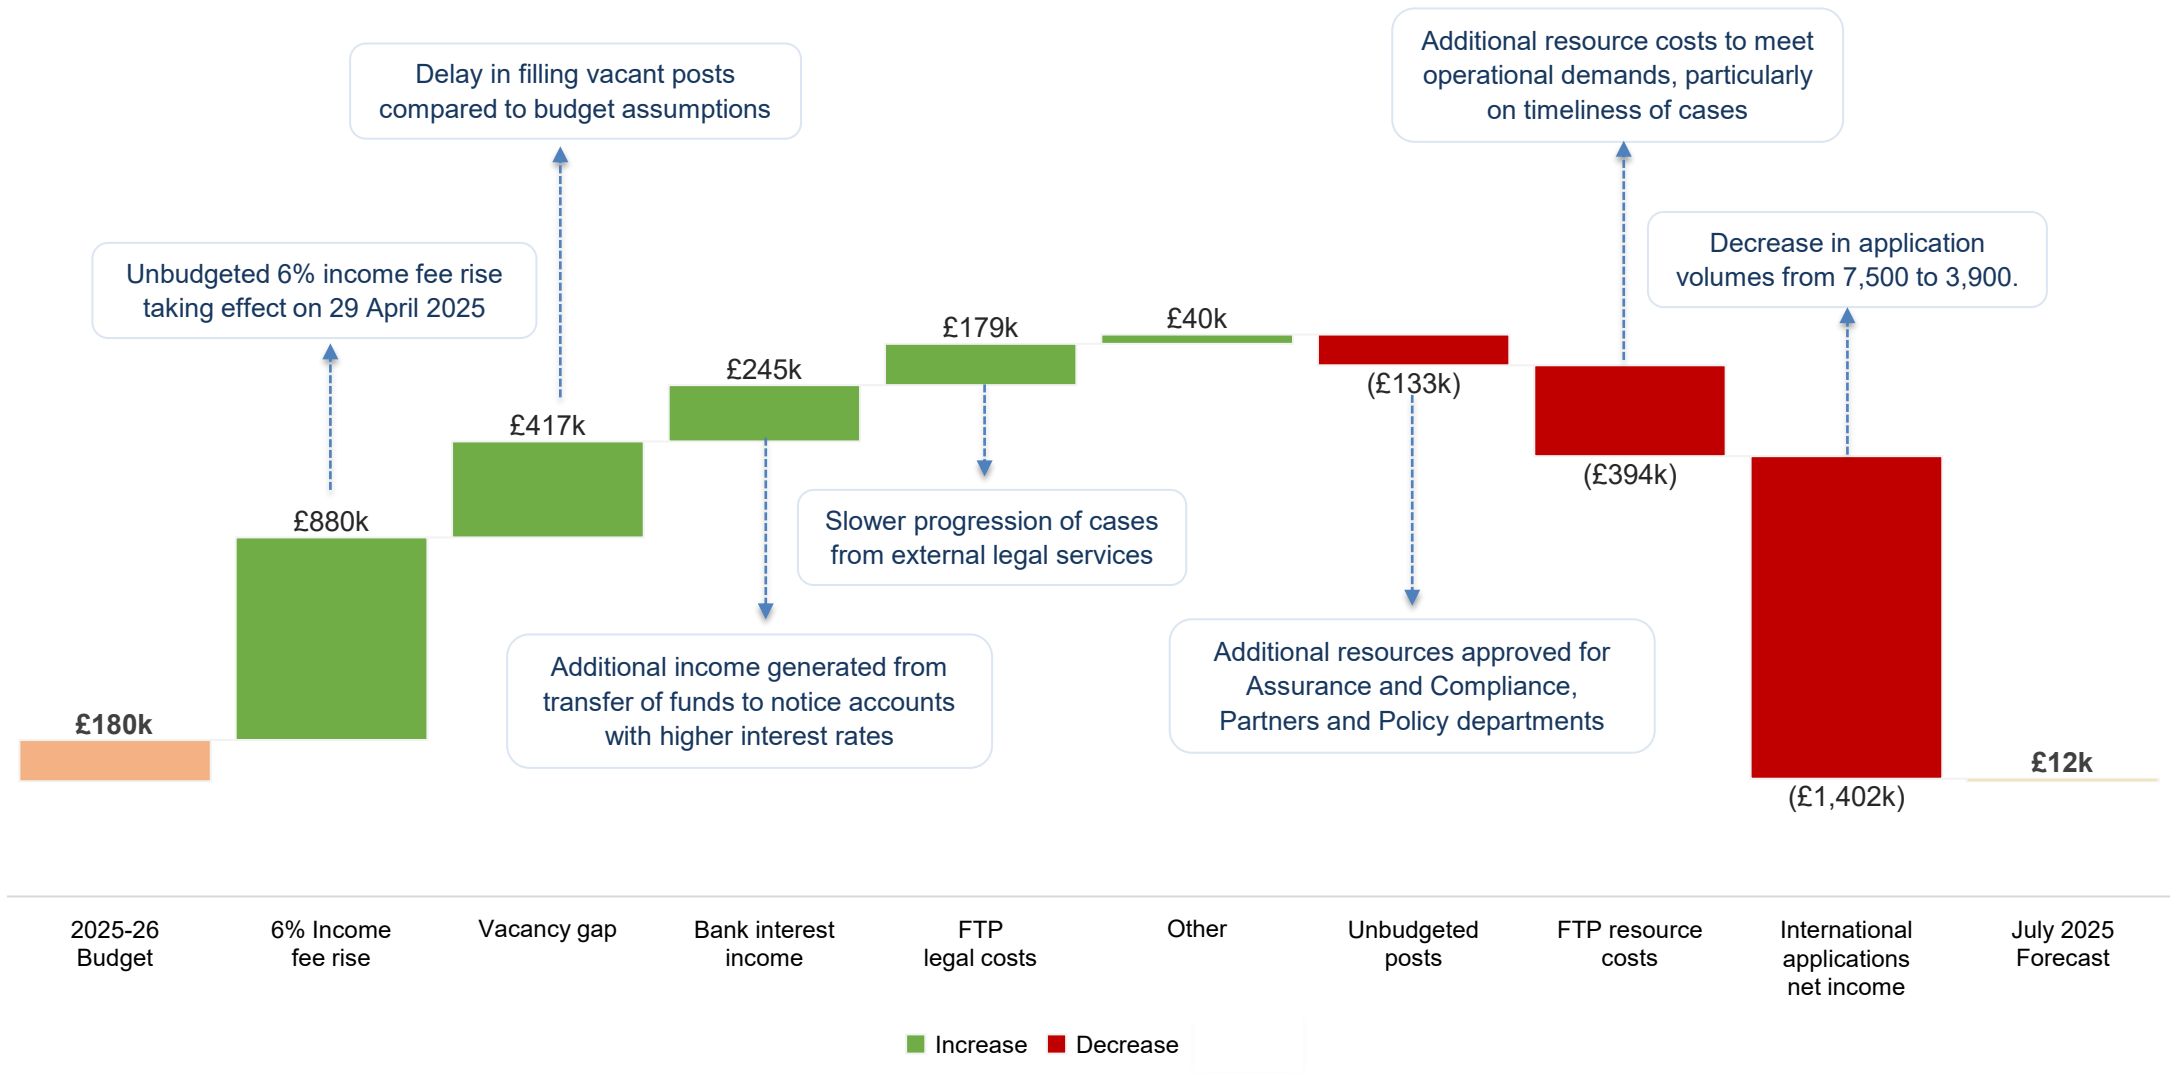 Additional resource costs to meet
operational demands, particularly
on timeliness of cases
Delay in filling vacant posts
compared to budget assumptions
Decrease in application
volumes from 7,500 to 3,900.
Unbudgeted 6% income fee rise
taking effect on 29 April 2025
£180k
£880k
£417k
£245k
£179k
£40k
(£133k)
(£394k)
(£1,402k)
£12k
Slower progression of cases
from external legal services
Additional income generated from
transfer of funds to notice accounts
with higher interest rates
Additional resources approved for
Assurance and Compliance,
Partners and Policy departments
2025-26
Budget
6% Income
fee rise
Vacancy gap
Bank interest
income
FTP
legal costs
Other
Unbudgeted
posts
FTP resource
costs
International
applications
net income
July 2025
Forecast
Increase
Decrease